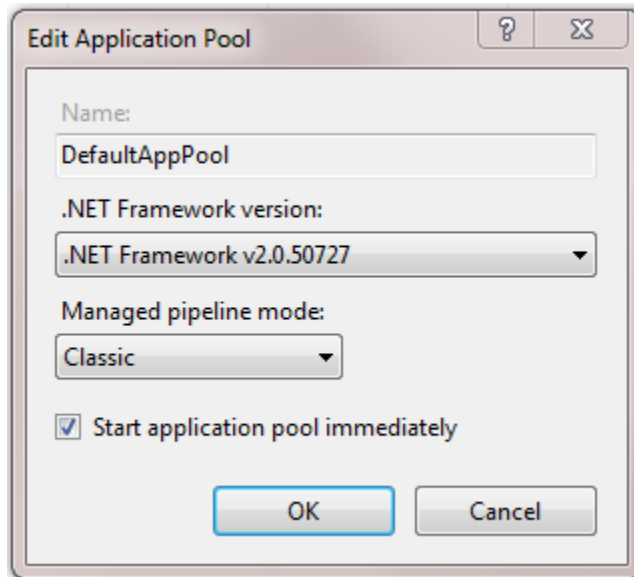 Edit Application Pool
Name:
DefaultAppPool
.NET Framework version:
.NET Framework v2.0.50727
Managed pipeline mode:
Classic
Start application pool immediately
OK
Cancel